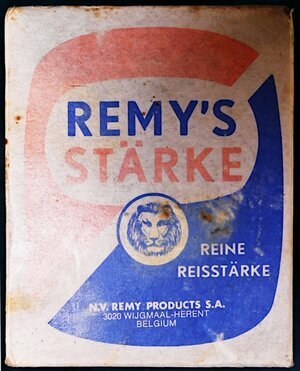 REMY'S
STÄRKE
REINE
REISSTÄRKE
N.V. REMY PRODUCTS S.A.
3020 WIJGMAAL-HERENT
BELGIUM